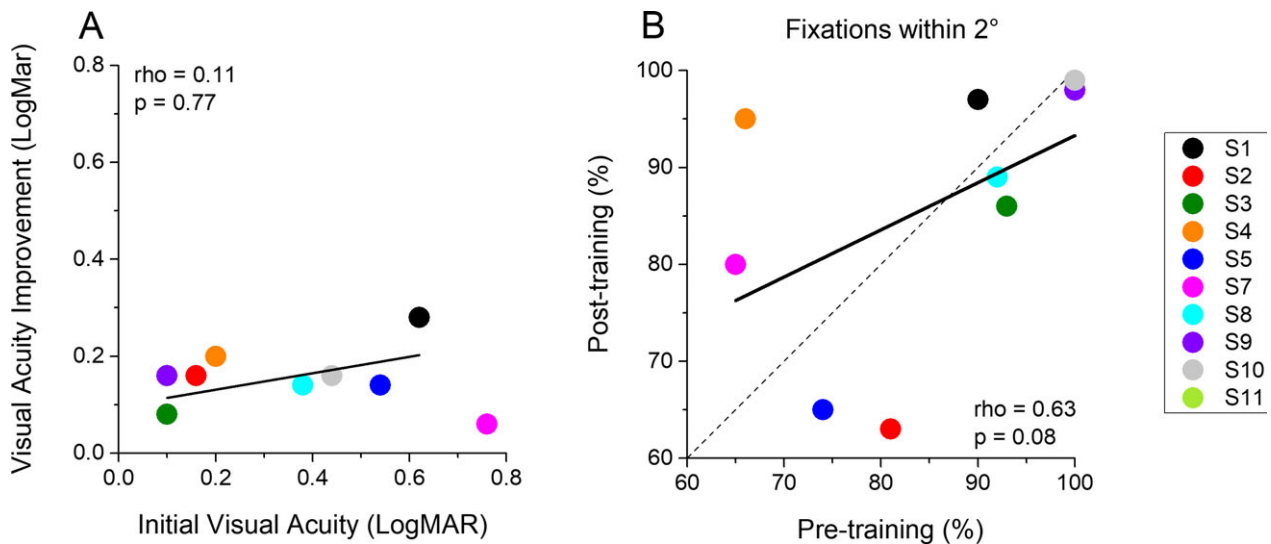 A
Visual Acuity Improvement (LogMar)
0.8
0.6
0.4
0.2
0.0
rho = 0.11
p = 0.77
0.0 0.2 0.4 0.6 0.8
Initial Visual Acuity (LogMAR)
B
Fixations within 2°
Post-training (%)
100
90
80
70
60
rho = 0.63
p = 0.08
60 70 80 90 100
Pre-training (%)
S1
S2
S3
S4
S5
S7
S8
S9
S10
S11